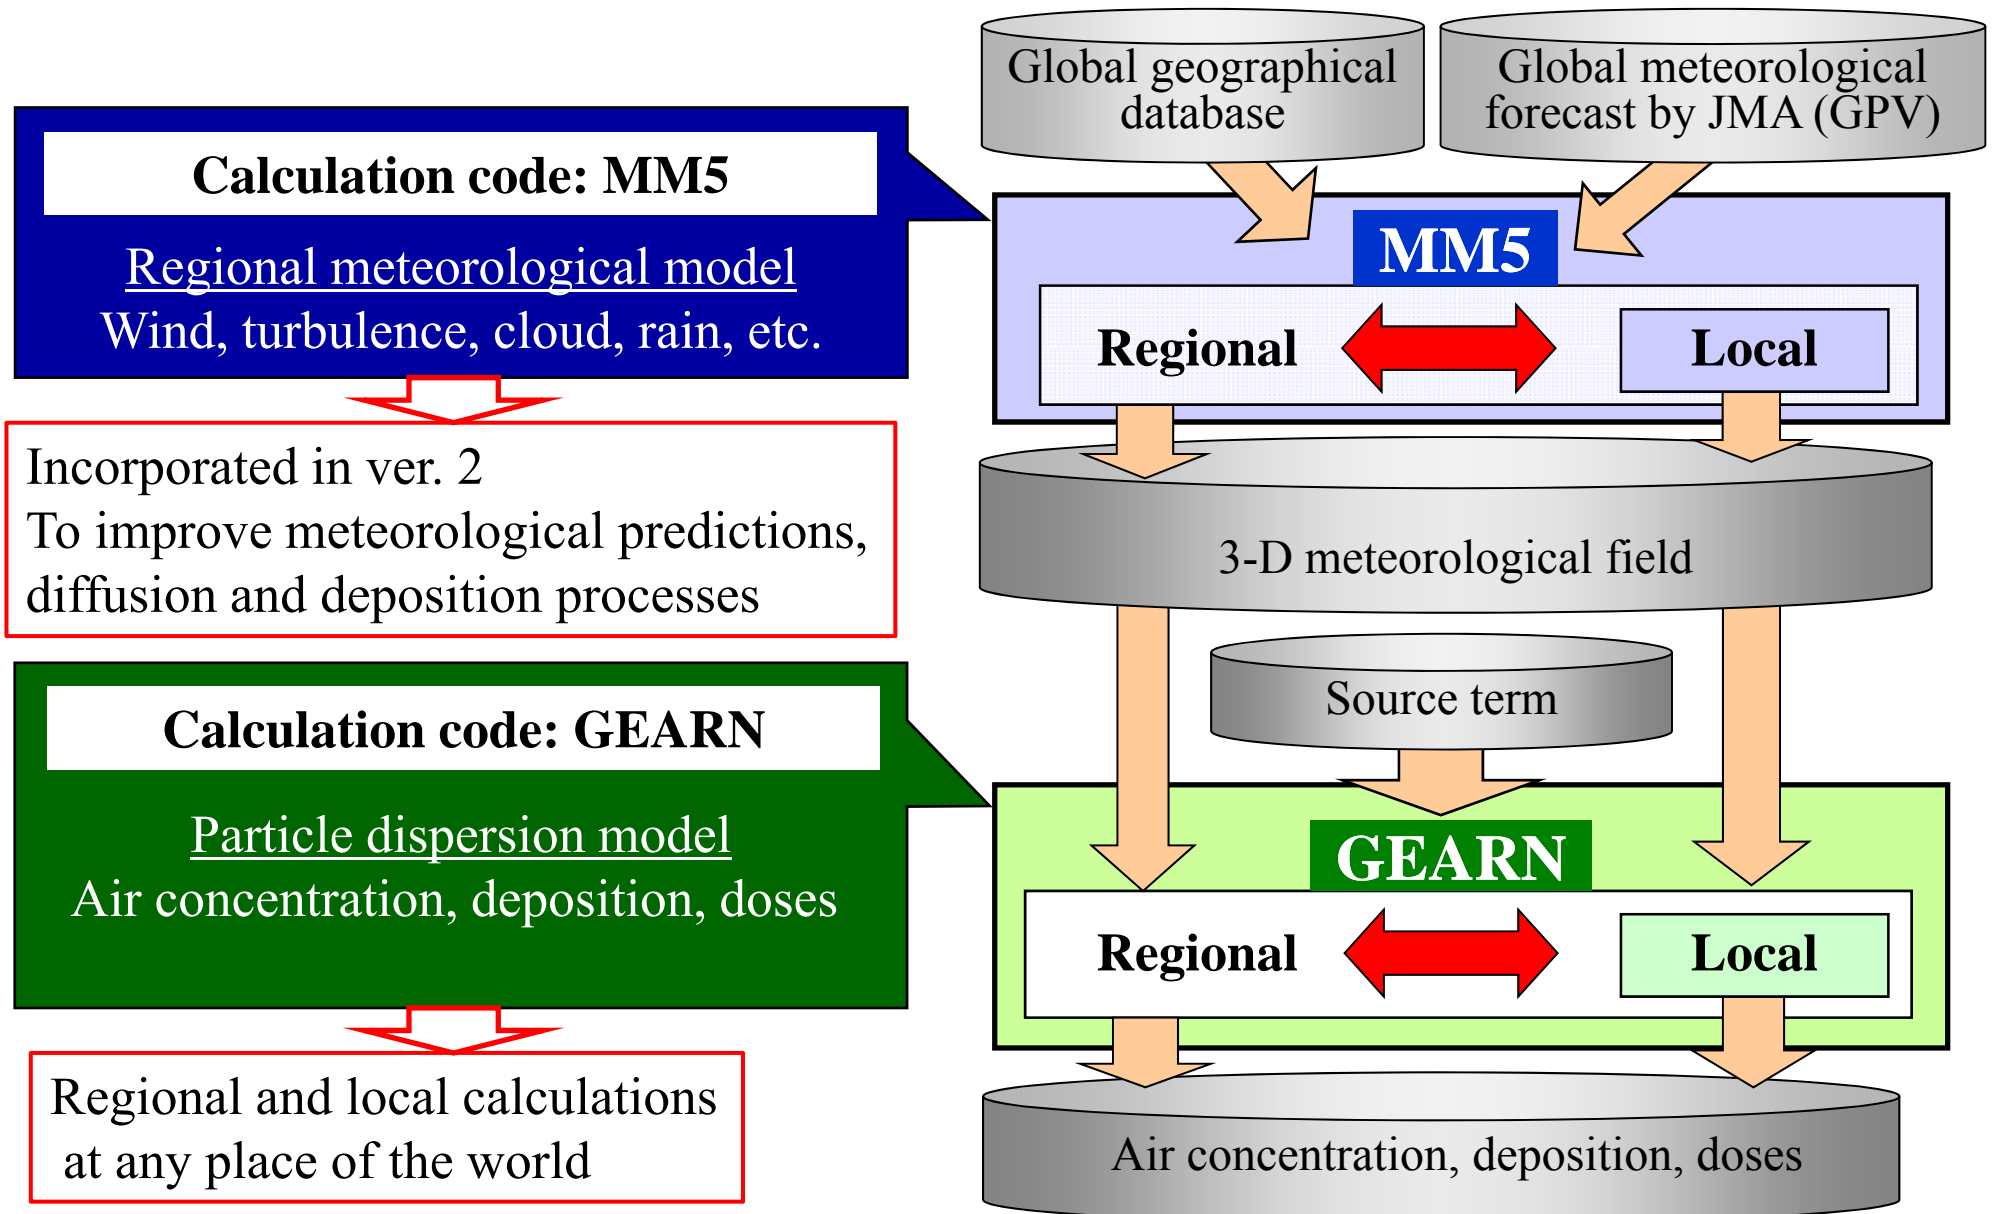 Global geographical
database
Global meteorological
forecast by JMA (GPV)
Calculation code: MM5
Regional meteorological model
Wind, turbulence, cloud, rain, etc.
MM5
Regional
Local
Incorporated in ver. 2
To improve meteorological predictions,
diffusion and deposition processes
3-D meteorological field
Source term
Calculation code: GEARN
Particle dispersion model
Air concentration, deposition, doses
GEARN
Regional
Local
Regional and local calculations
at any place of the world
Air concentration, deposition, doses